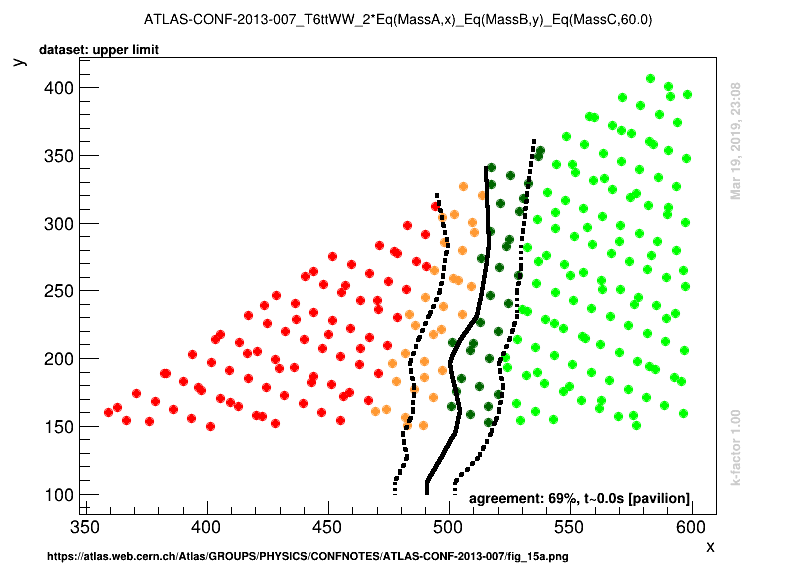 ATLAS-CONF-2013-007_T6ttWW_2*Eq(MassA,x)_Eq(MassB,y)_Eq(MassC,60.0)
dataset: upper limit
y
400
350
300
250
200
150
100
350
400
450
500
550
600
x
Mar 19, 2019, 23:08
k-factor 1.00
agreement: 69%, t~0.0s [pavilion]
https://atlas.web.cern.ch/Atlas/GROUPS/PHYSICS/CONFNOTES/ATLAS-CONF-2013-007/fig_15a.png